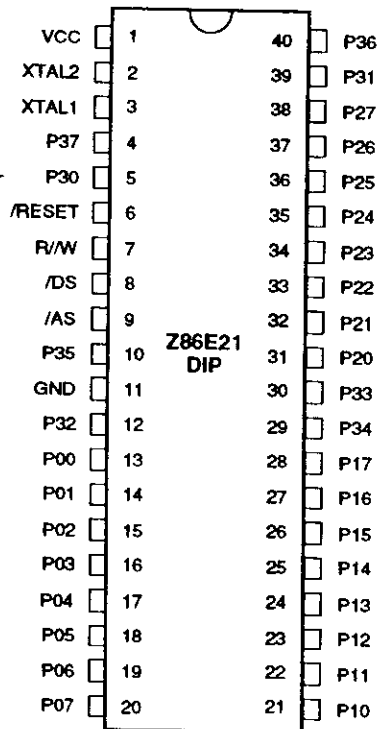 VCC 1 40 P36
XTAL2 2 39 P31
XTAL1 3 38 P27
P37 4 37 P26
P30 5 36 P25
/RESET 6 35 P24
R//W 7 34 P23
/DS 8 33 P22
/AS 9 32 P21
P35 10 31 P20
Z86E21
DIP
GND 11 30 P33
P32 12 29 P34
P00 13 28 P17
P01 14 27 P16
P02 15 26 P15
P03 16 25 P14
P04 17 24 P13
P05 18 23 P12
P06 19 22 P11
P07 20 21 P10